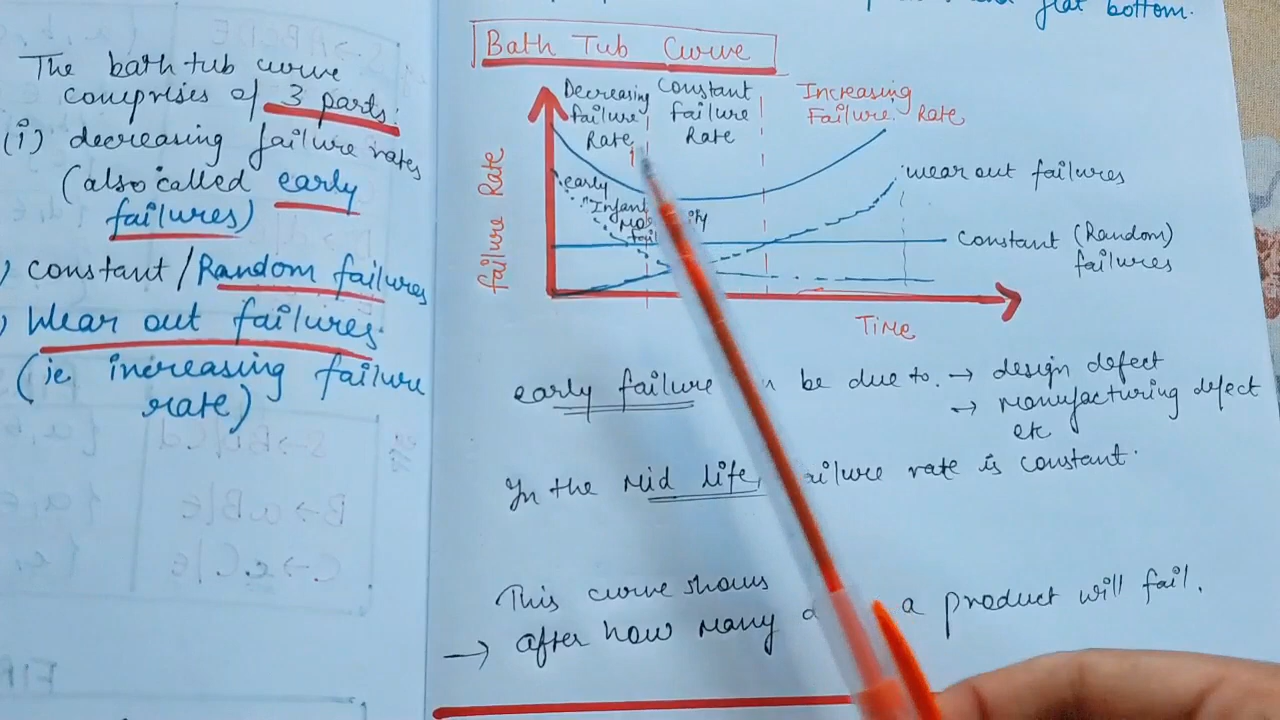 The bath tub curve
comprises of 3 parts:
(i) decreasing failure rates
(also called early
failures)
) constant / Random failures
) Wear out failures.
(ie increasing failure
rate)
flat bottom.
Bath Tub Curve
Decreasing
failure
Rate
Constant
failure
Rate
Increasing
Failure Rate
failure Rate
early
"Infant
wear out failures
Constant (Random)
failures
Time
early failure be due to. → design defect
→ manufacturing defect
etc
In the mid life, failure rate is constant.
This curve shows
→ after how many a product will fail.